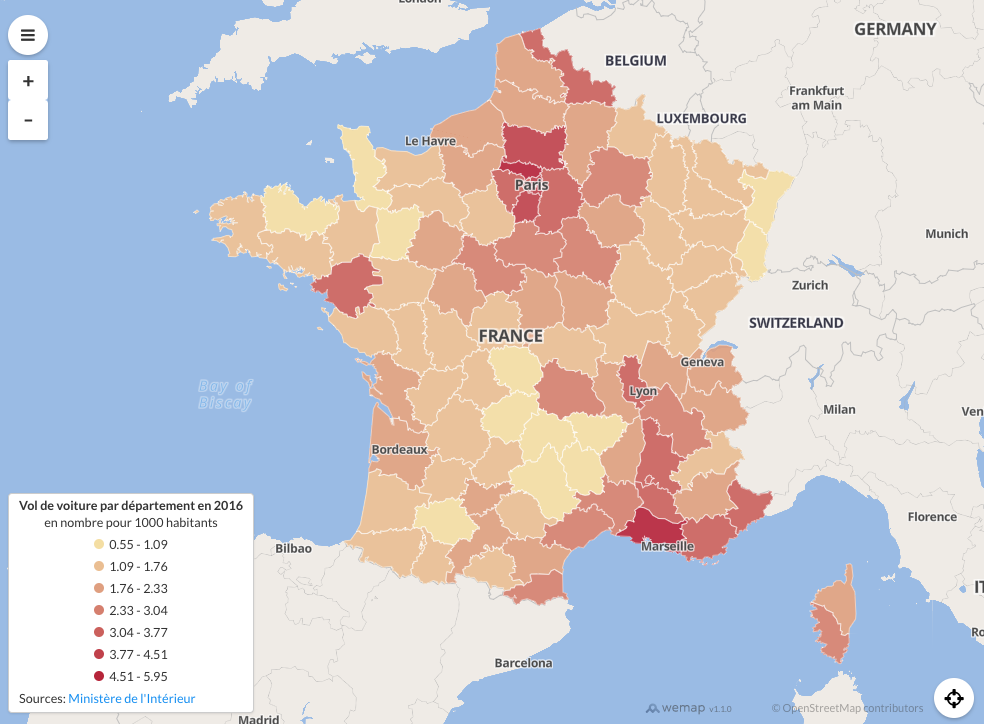 London
GERMANY
BELGIUM
Frankfurt
am Main
LUXEMBOURG
Le Havre
Paris
Munich
Zurich
SWITZERLAND
FRANCE
Geneva
Lyon
Bay of
Biscay
Milan
Ven
Bordeaux
Florence
Marseille
Bilbao
IT
Ro
Barcelona
Madrid
+
-
Vol de voiture par département en 2016
en nombre pour 1000 habitants
0.55 - 1.09
1.09 - 1.76
1.76 - 2.33
2.33 - 3.04
3.04 - 3.77
3.77 - 4.51
4.51 - 5.95
Sources: Ministère de l'Intérieur
wemap v1.1.0
© OpenStreetMap contributors